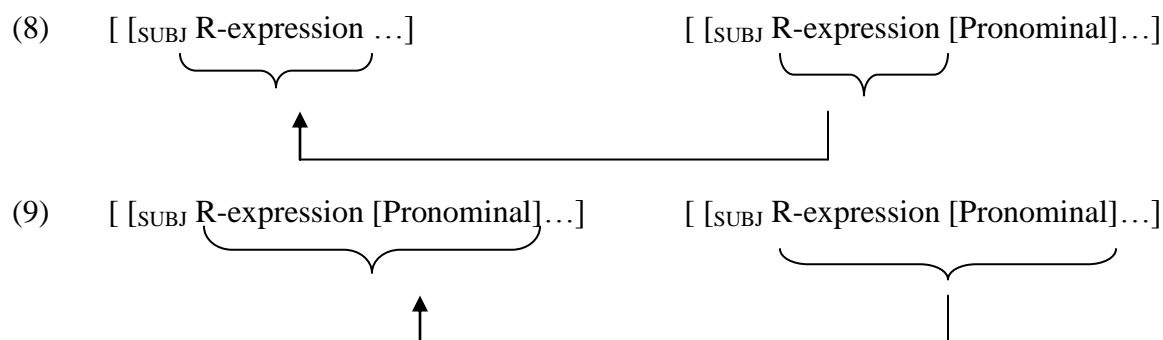 (8) [ [SUBJ R-expression …] [ [SUBJ R-expression [Pronominal]…]
(9) [ [SUBJ R-expression [Pronominal]…] [ [SUBJ R-expression [Pronominal]…]